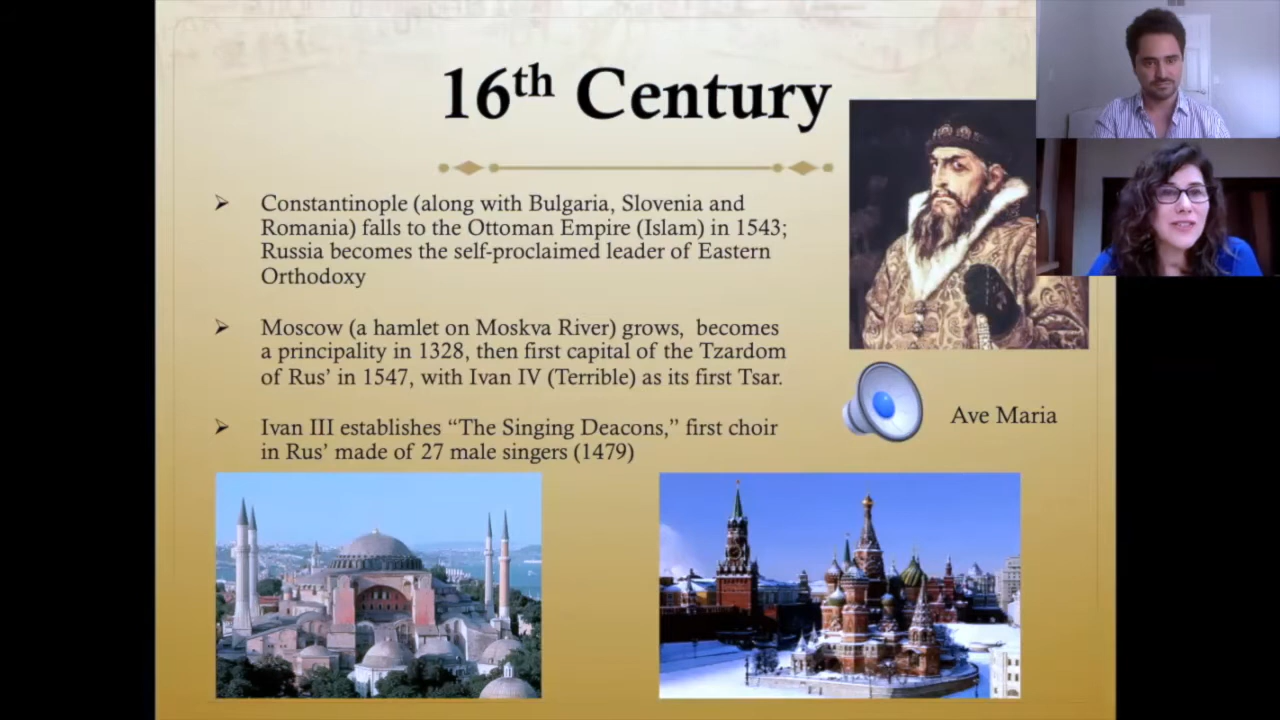 16th Century
Constantinople (along with Bulgaria, Slovenia and
Romania) falls to the Ottoman Empire (Islam) in 1543;
Russia becomes the self-proclaimed leader of Eastern
Orthodoxy
Moscow (a hamlet on Moskva River) grows, becomes
a principality in 1328, then first capital of the Tzardom
of Rus’ in 1547, with Ivan IV (Terrible) as its first Tsar.
Ivan III establishes “The Singing Deacons,” first choir
in Rus’ made of 27 male singers (1479)
Ave Maria